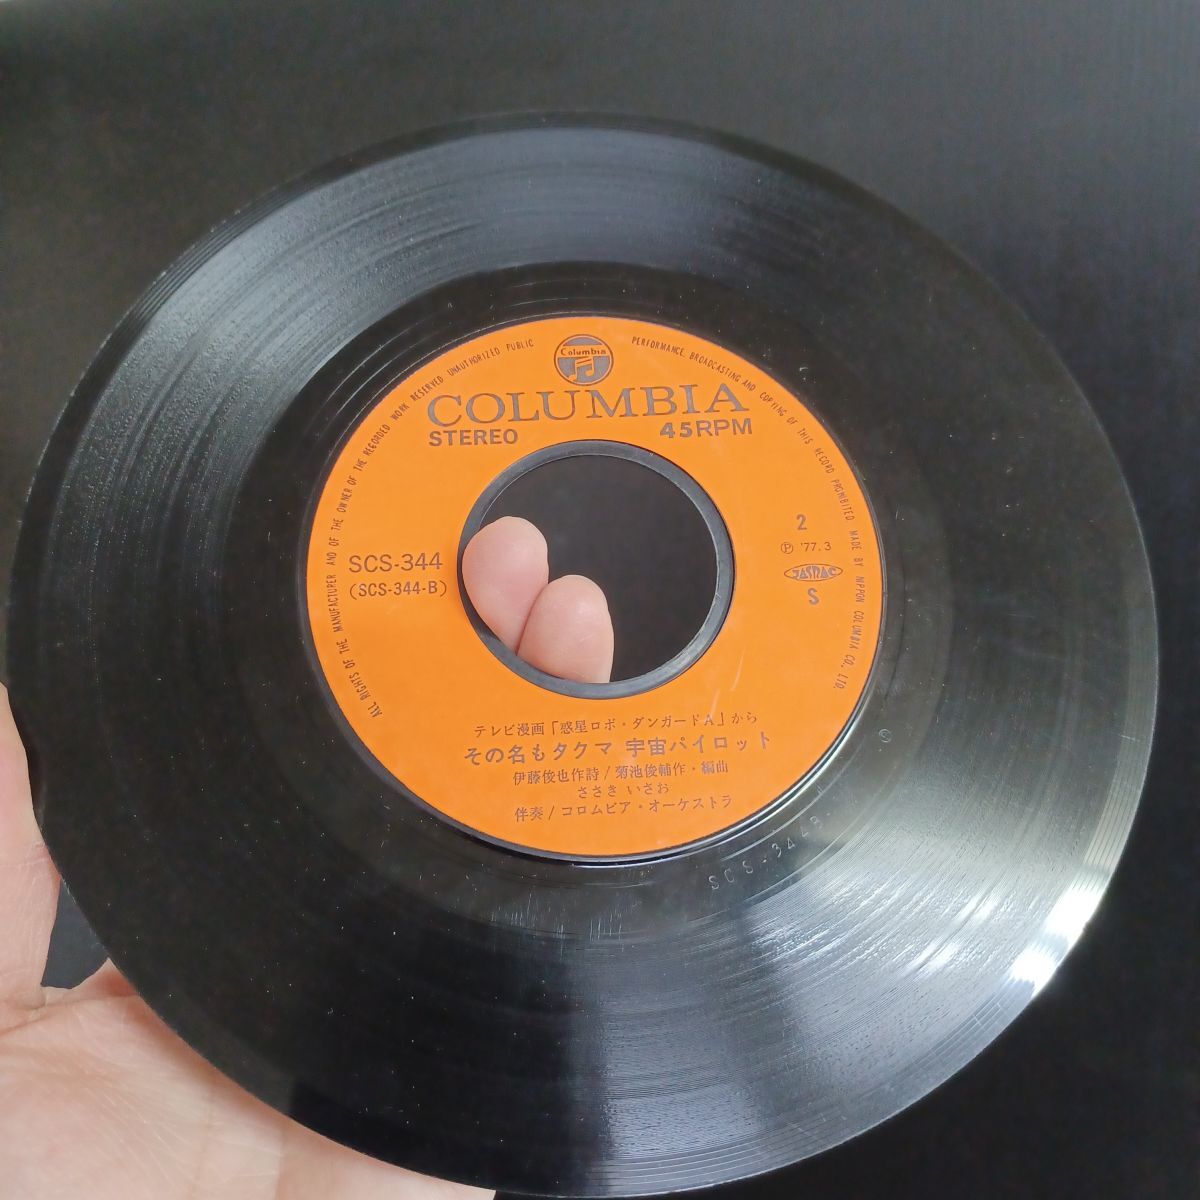 Columbia
COLUMBIA
STEREO 45RPM
ALL RIGHTS OF THE MANUFACTURER AND OF THE OWNER OF THE RECORDED WORK RESERVED UNAUTHORIZED PUBLIC PERFORMANCE, BROADCASTING AND COPYING OF THIS RECORD PROHIBITED MADE BY NIPPON COLUMBIA CO., LTD.
2
SCS-344
Ⓟ '77.3
(SCS-344-B)
JASRAC
S
テレビ漫画「惑星ロボ・ダンガードA」から
その名もタクマ 宇宙パイロット
伊藤俊也作詩/菊池俊輔作・編曲
ささき いさお
伴奏/コロムビア・オーケストラ
SCS-344B